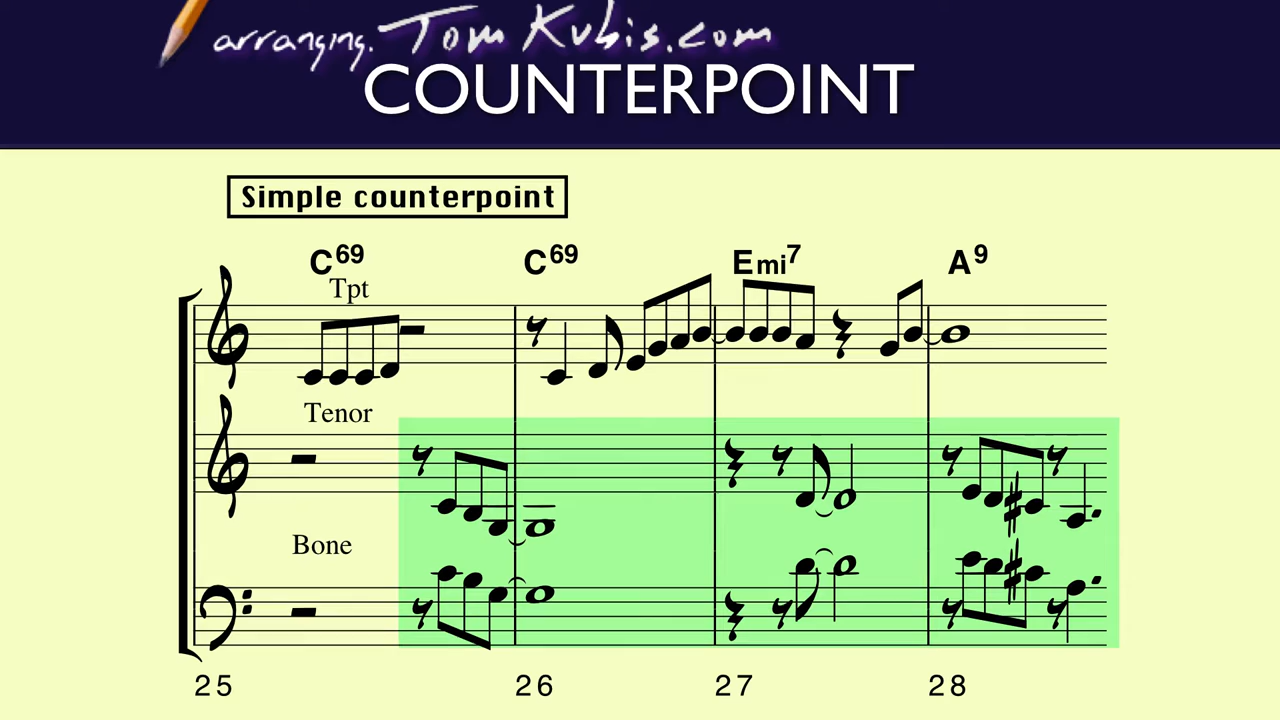 arranging.TomKubis.com
COUNTERPOINT
Simple counterpoint
C69 C69 Emi7 A9
Tpt
Tenor
Bone
25 26 27 28